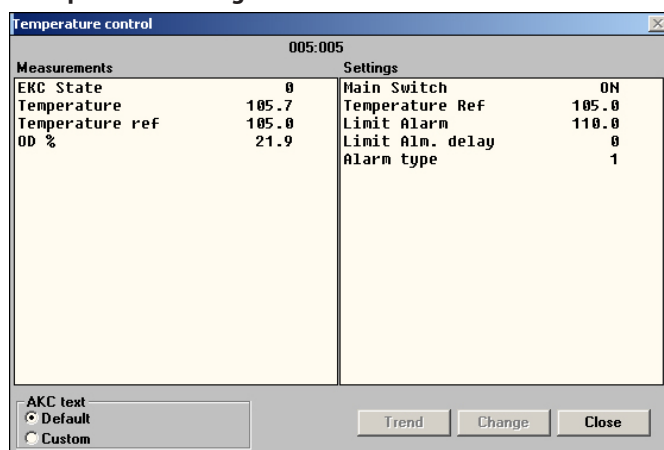 Temperature control
005:005
Measurements
EKC State 0
Temperature 105.7
Temperature ref 105.0
OD % 21.9
Settings
Main Switch ON
Temperature Ref 105.0
Limit Alarm 110.0
Limit Alm. delay 0
Alarm type 1
AKC text
Default
Custom
Trend
Change
Close